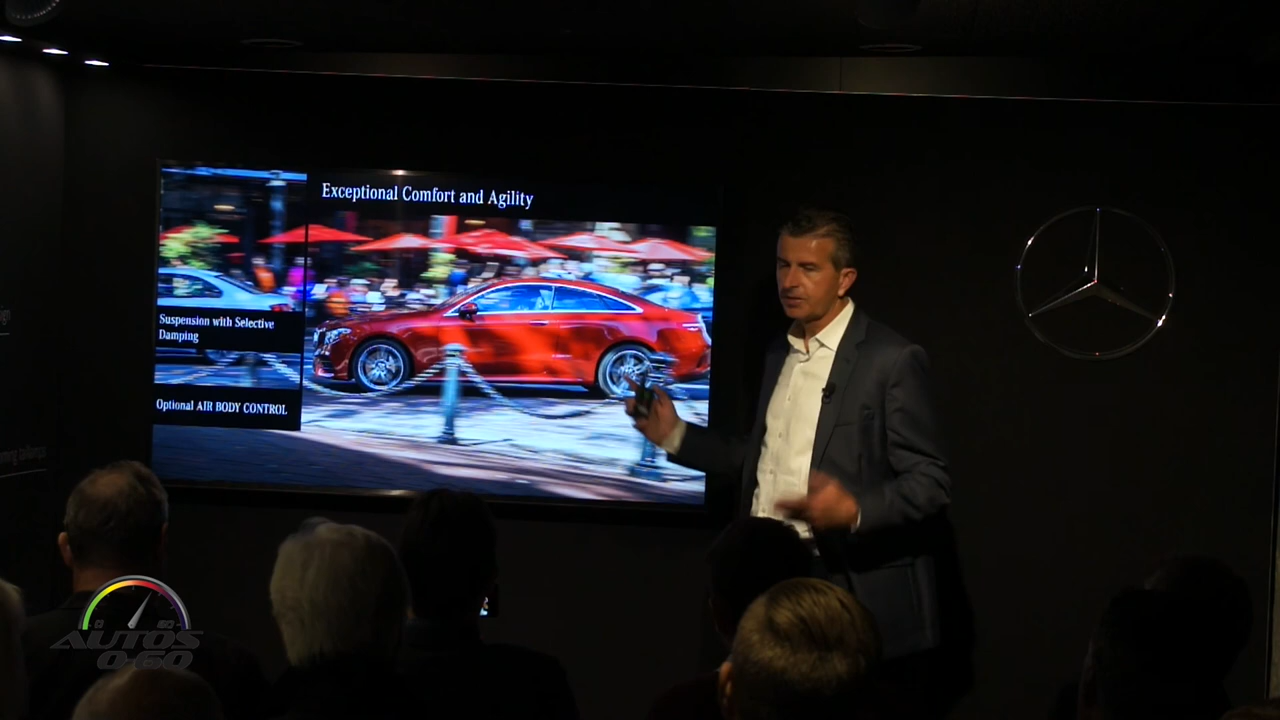 Exceptional Comfort and Agility
Suspension with Selective
Damping
Optional AIR BODY CONTROL
AUTOS
0-60